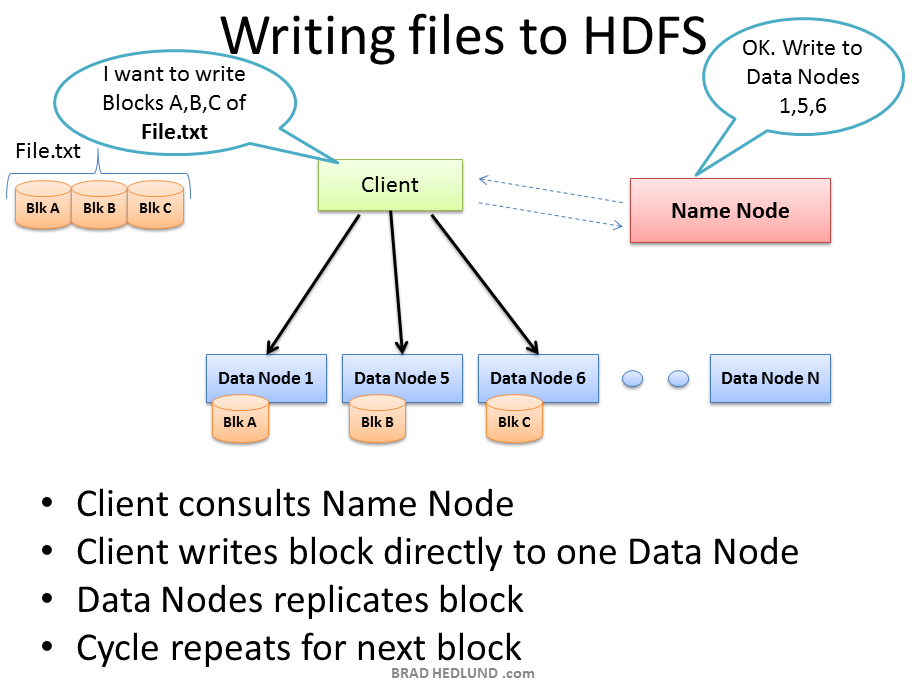 Writing files to HDFS
I want to write
Blocks A,B,C of
File.txt
OK. Write to
Data Nodes
1,5,6
File.txt
Blk A
Blk B
Blk C
Client
Name Node
Data Node 1
Data Node 5
Data Node 6
Data Node N
Blk A
Blk B
Blk C
• Client consults Name Node
• Client writes block directly to one Data Node
• Data Nodes replicates block
• Cycle repeats for next block
BRAD HEDLUND .com